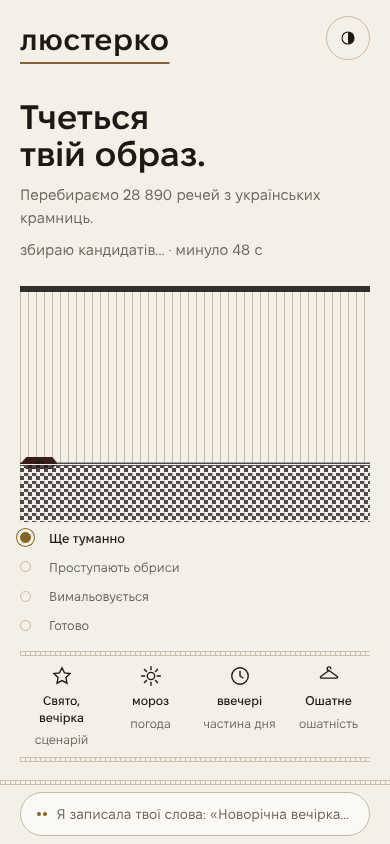 люстерко
Тчеться
твій образ.
Перебираємо 28 890 речей з українських
крамниць.
збираю кандидатів… · минуло 48 с
Ще туманно
Проступають обриси
Вимальовується
Готово
Свято,
вечірка
сценарій
мороз
погода
ввечері
частина дня
Ошатне
ошатність
Я записала твої слова: «Новорічна вечірка…